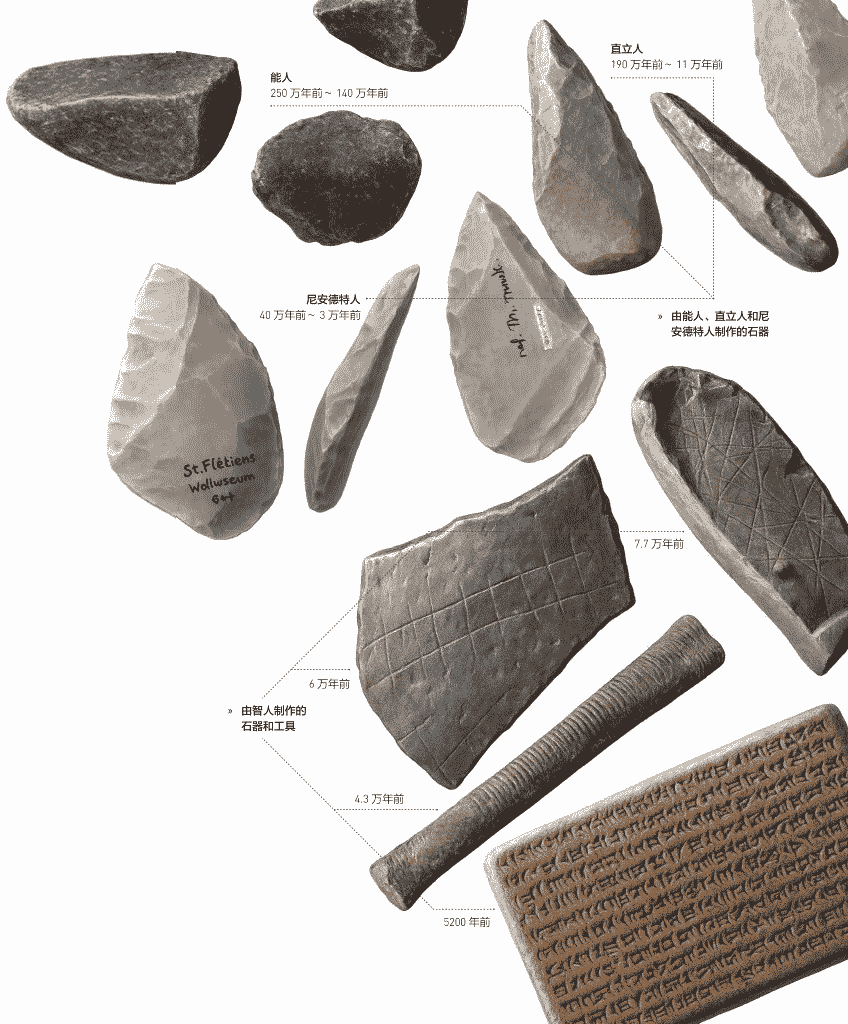 能人
250 万年前～ 140 万年前
直立人
190 万年前～ 11 万年前
尼安德特人
40 万年前～ 3 万年前
» 由能人、直立人和尼
安德特人制作的石器
St.Flétiens
Wollwseum
7.7 万年前
6 万年前
» 由智人制作的
石器和工具
4.3 万年前
5200 年前